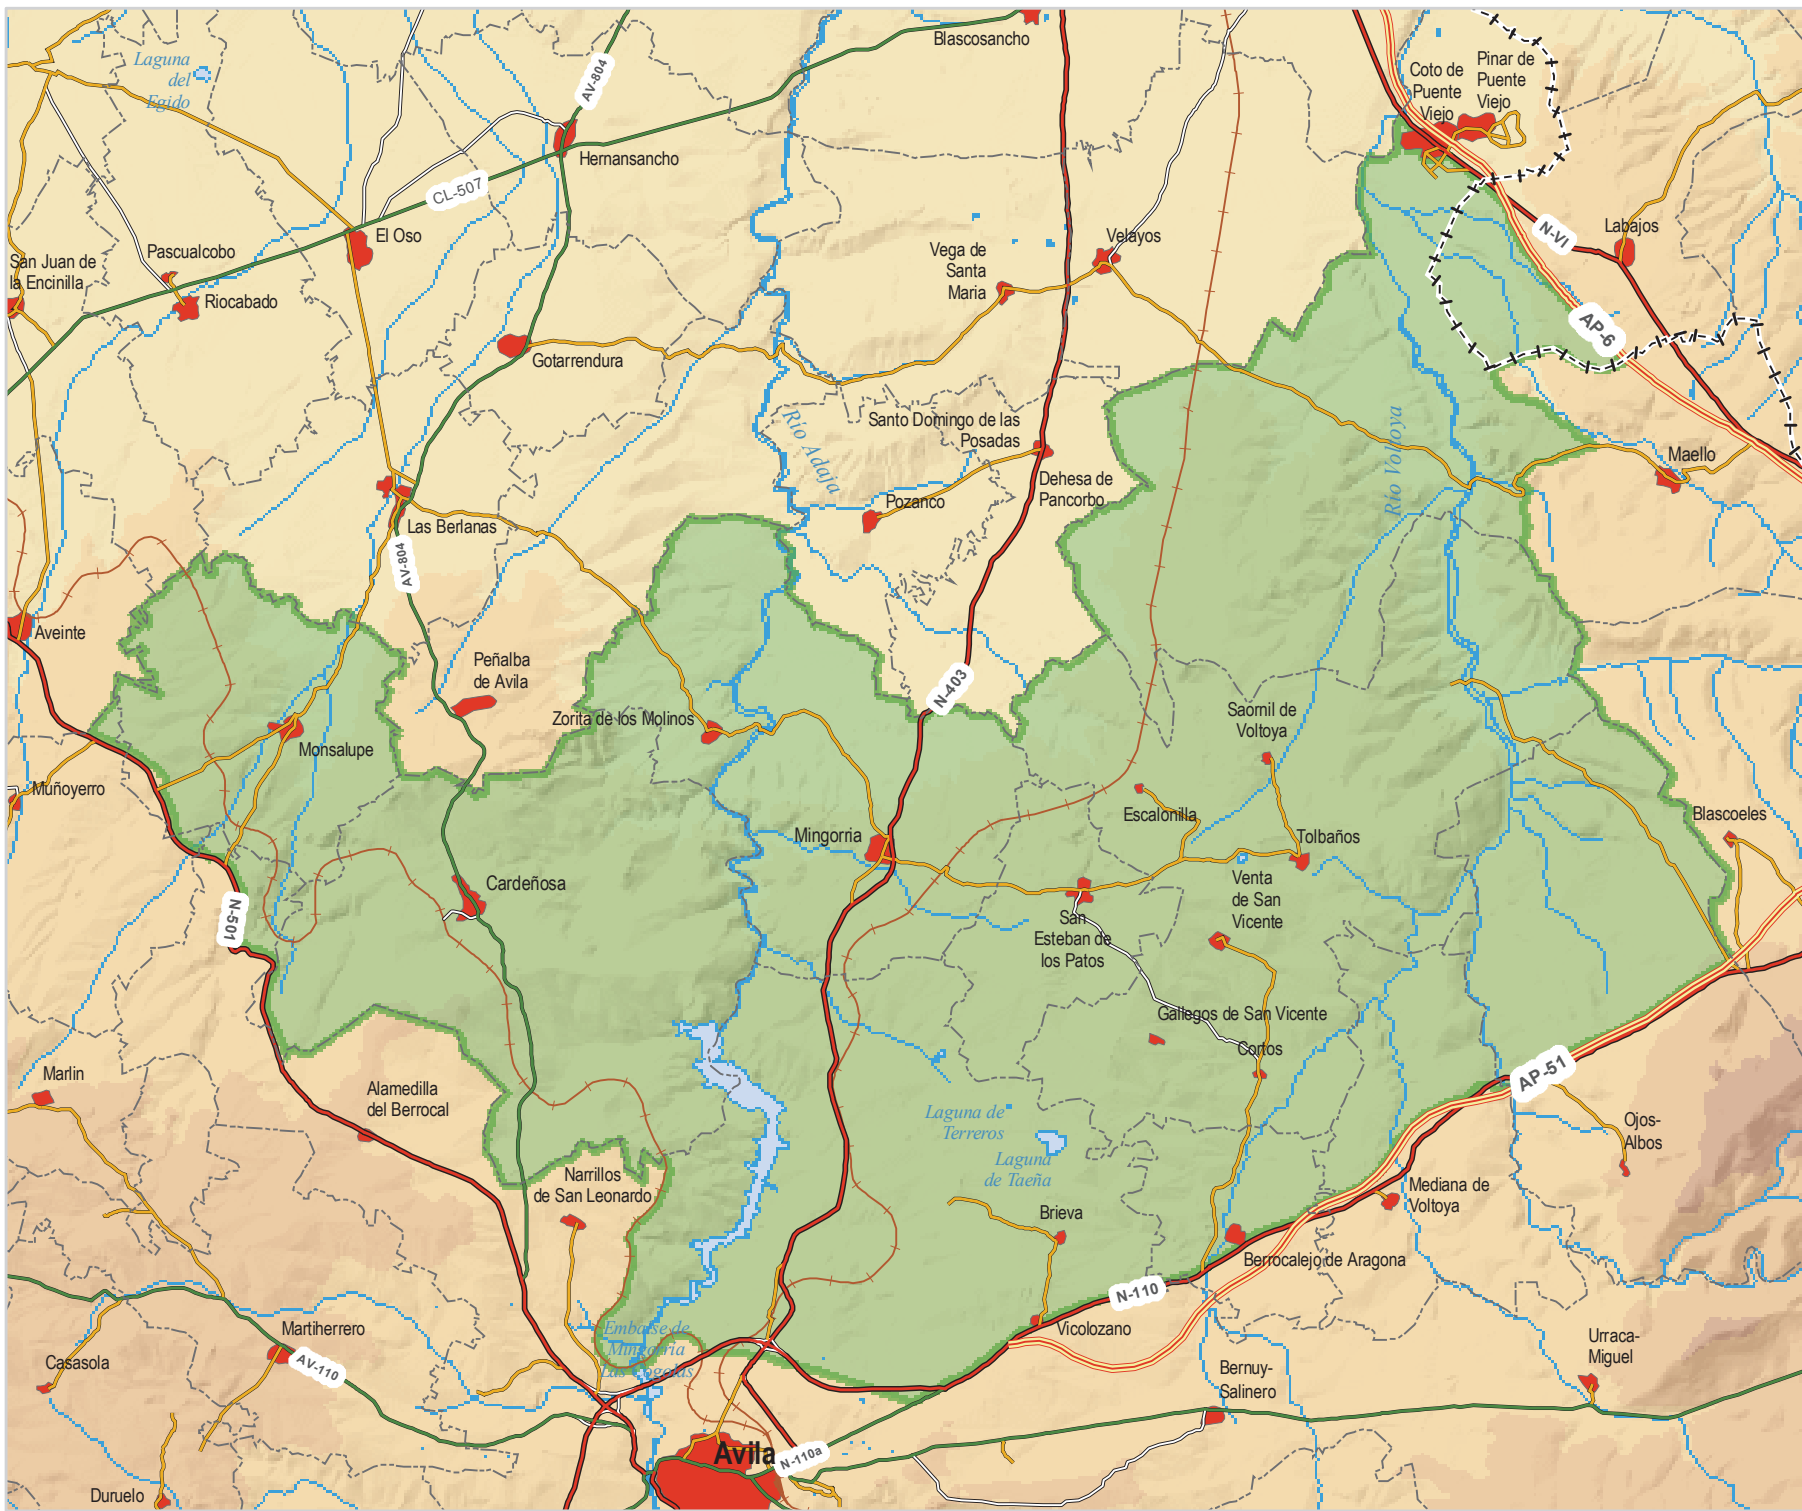 Blascosancho
Laguna
del
Egido
AV-804
Coto de
Puente
Viejo
Pinar de
Puente
Viejo
Hernansancho
CL-507
El Oso
Pascualcobo
San Juan de
la Encinilla
Riocabado
Vega de
Santa
Maria
Velayos
N-VI
Labajos
AP-6
Gotarrendura
Río Adaja
Santo Domingo de las
Posadas
Río Voltoya
Maello
Dehesa de
Pancorbo
Pozanco
Las Berlanas
AV-804
Aveinte
Peñalba
de Avila
N-403
Zorita de los Molinos
Saornil de
Voltoya
Monsalupe
Muñoyerro
Escalonilla
Blascoeles
Mingorria
Tolbaños
Cardeñosa
Venta
de San
Vicente
N-501
San
Esteban de
los Patos
Gallegos de San Vicente
Cortos
Marlin
Alamedilla
del Berrocal
AP-51
Laguna de
Terreros
Laguna
de Taeña
Ojos-
Albos
Narrillos
de San Leonardo
Mediana de
Voltoya
Brieva
Berrocalejo de Aragona
N-110
Martiherrero
Embalse de
Mingorria
Las Cogotas
Vicolozano
Casasola
AV-110
Urraca-
Miguel
Bernuy-
Salinero
Avila
N-110a
Duruelo